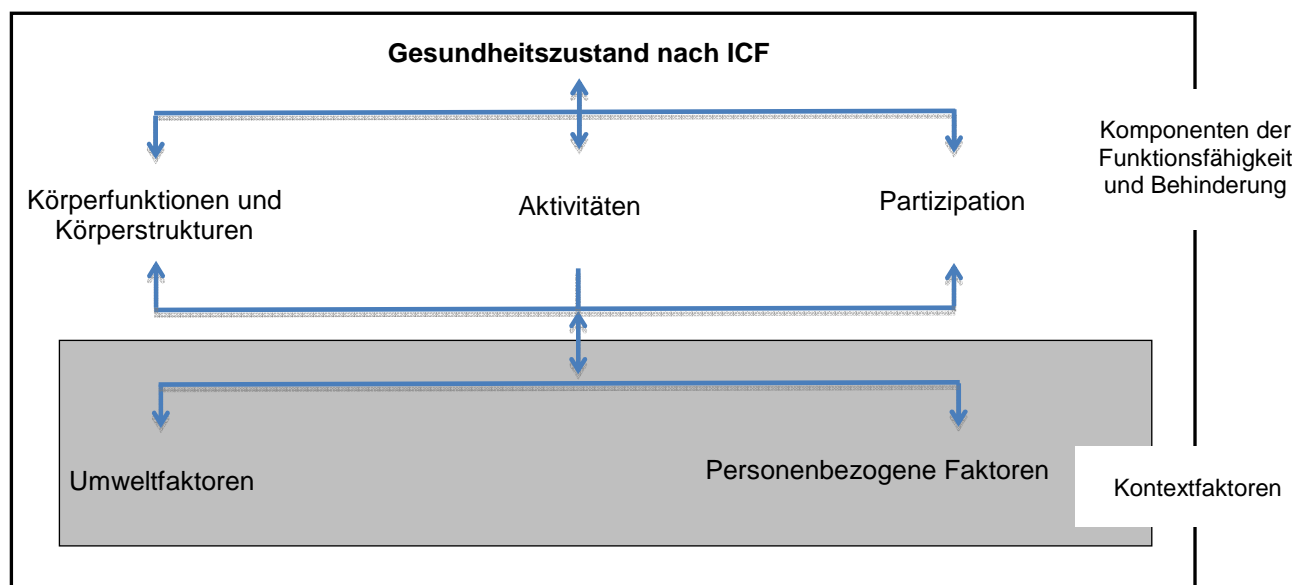 Gesundheitszustand nach ICF
Komponenten der
Funktionsfähigkeit
und Behinderung
Körperfunktionen und
Körperstrukturen
Aktivitäten
Partizipation
Umweltfaktoren
Personenbezogene Faktoren
Kontextfaktoren